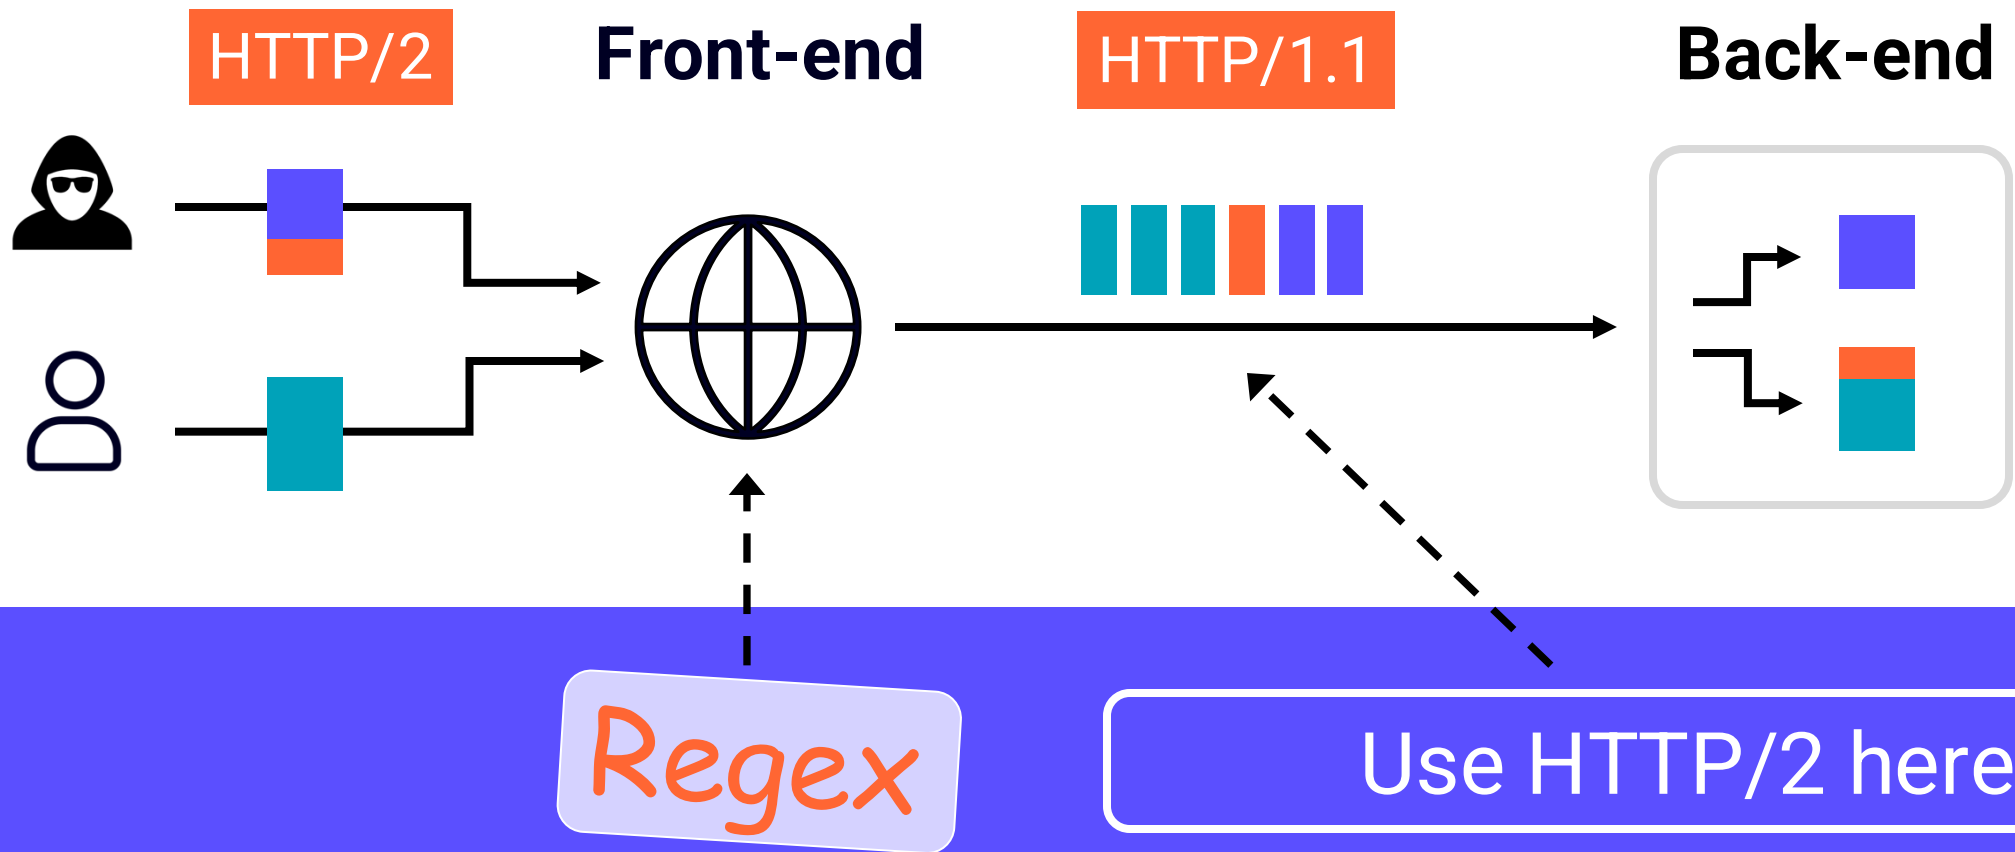 HTTP/2
Front-end
HTTP/1.1
Back-end
Regex
Use HTTP/2 here